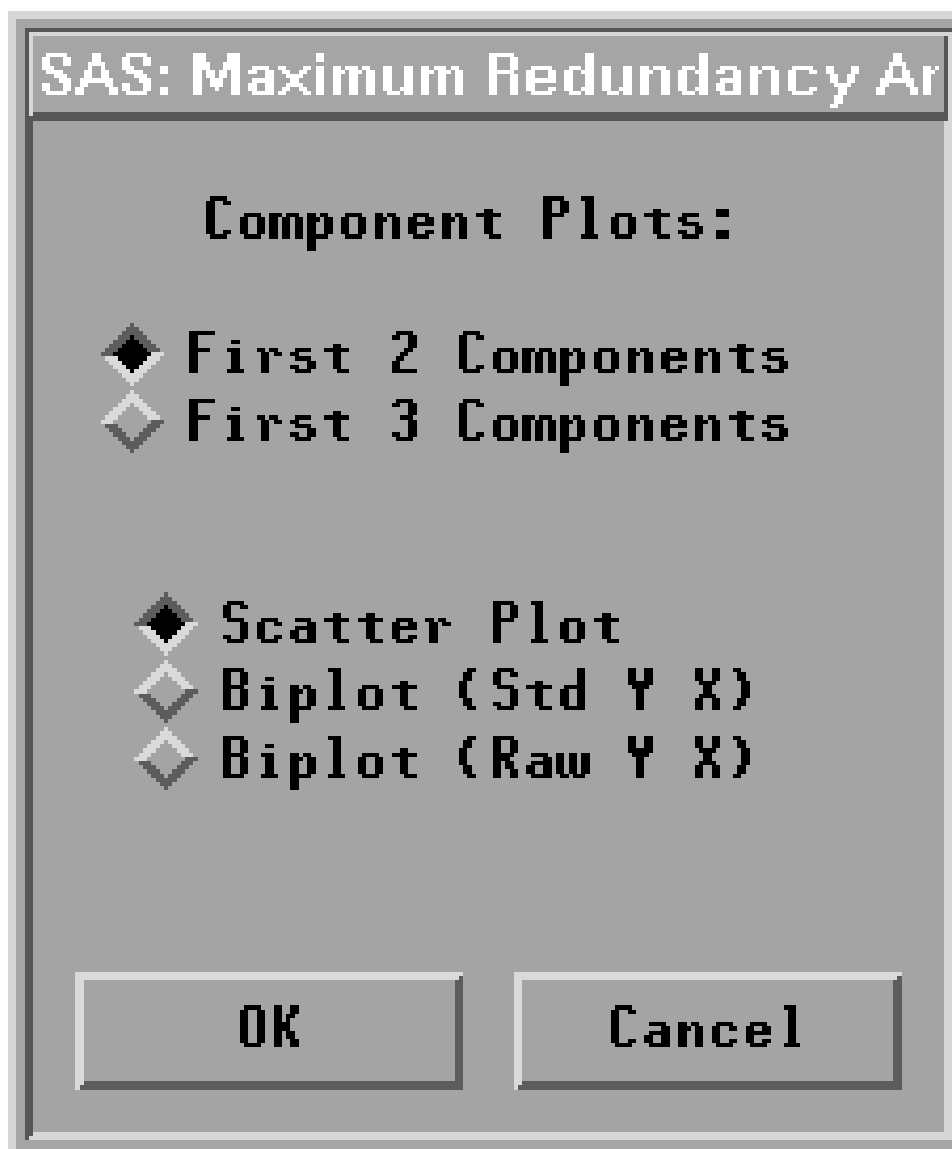 SAS: Maximum Redundancy Ar
Component Plots:
First 2 Components
First 3 Components
Scatter Plot
Biplot (Std Y X)
Biplot (Raw Y X)
OK
Cancel